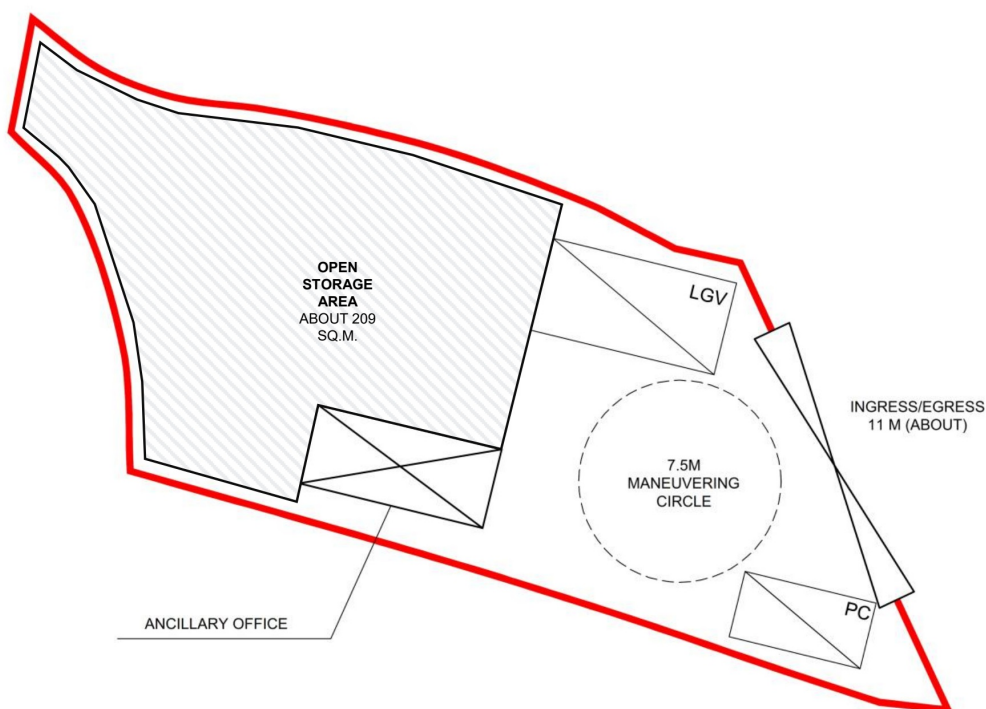 OPEN
STORAGE
AREA
ABOUT 209
SQ.M.
LGV
INGRESS/EGRESS
11 M (ABOUT)
7.5M
MANEUVERING
CIRCLE
PC
ANCILLARY OFFICE